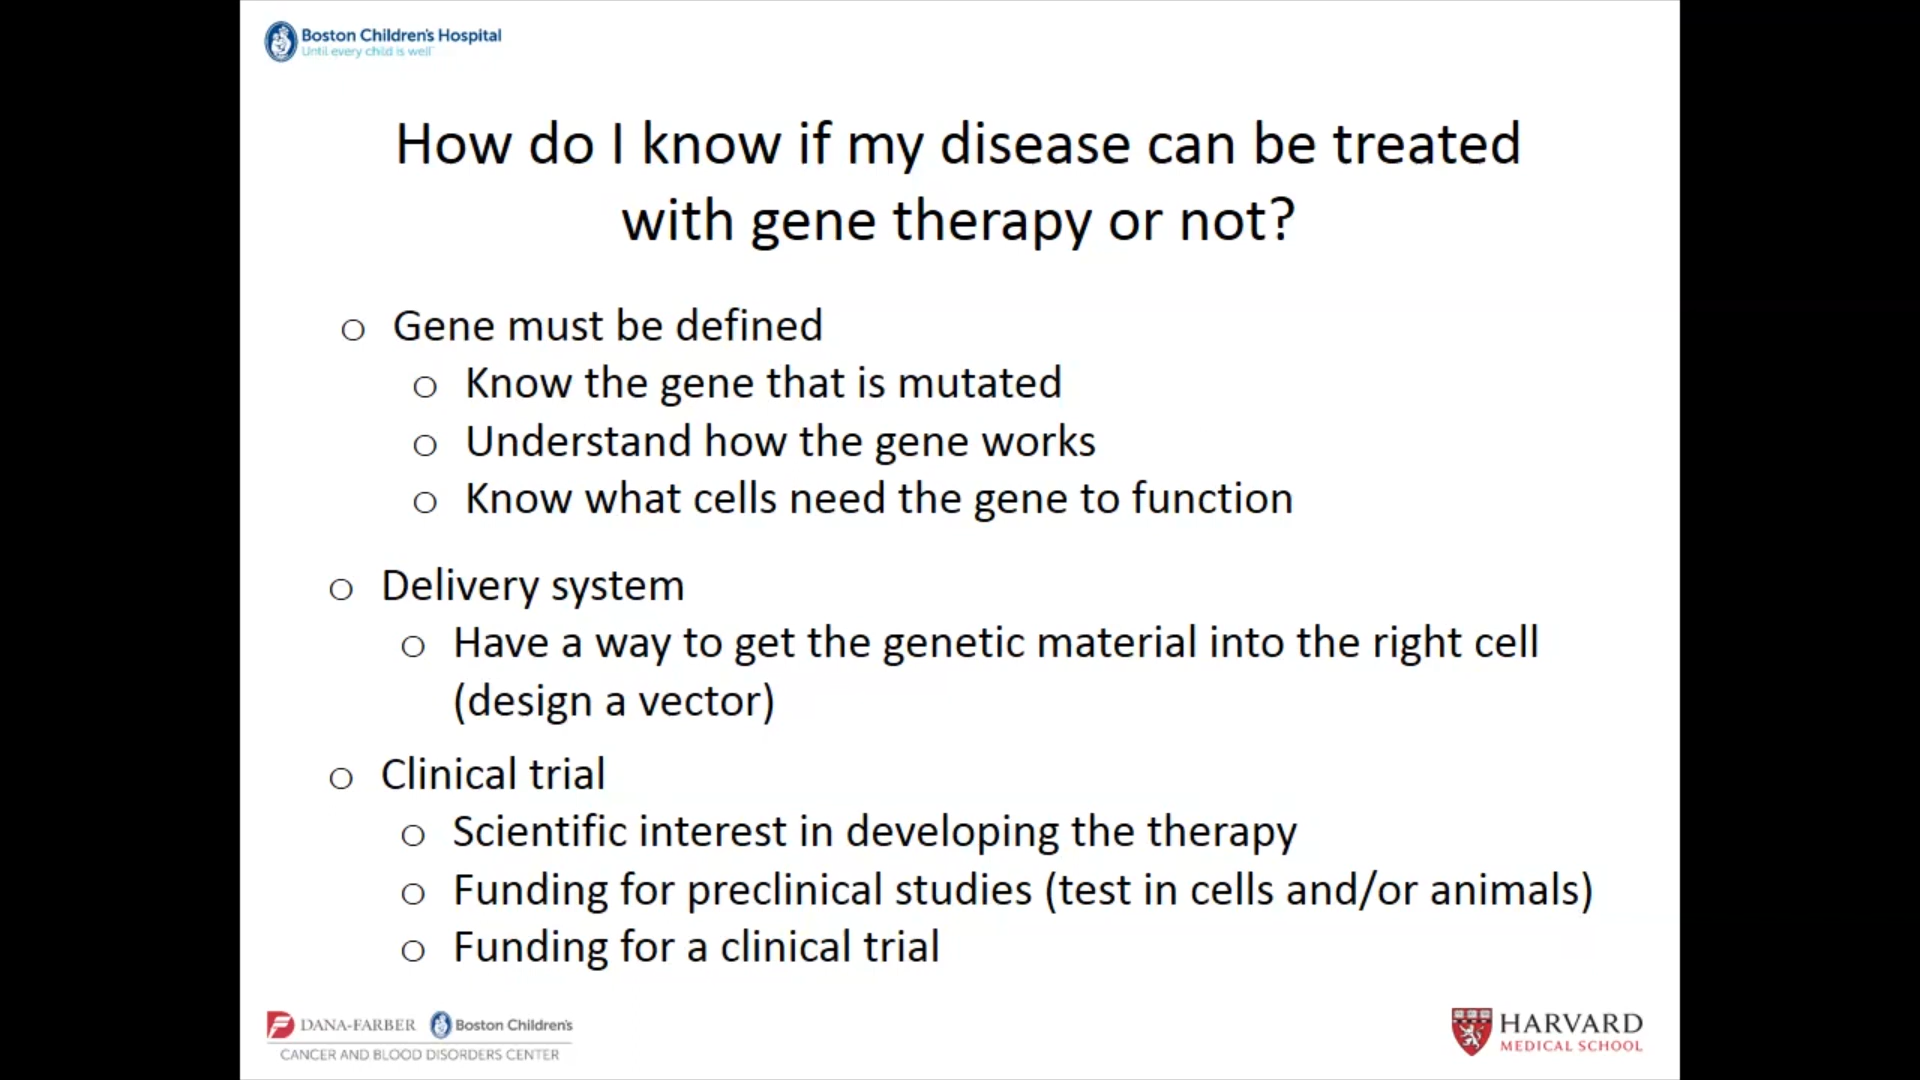 Boston Children's Hospital
Until every child is well™
How do I know if my disease can be treated
with gene therapy or not?
o Gene must be defined
o Know the gene that is mutated
o Understand how the gene works
o Know what cells need the gene to function
o Delivery system
o Have a way to get the genetic material into the right cell
(design a vector)
o Clinical trial
o Scientific interest in developing the therapy
o Funding for preclinical studies (test in cells and/or animals)
o Funding for a clinical trial
DANA-FARBER Boston Children's
CANCER AND BLOOD DISORDERS CENTER
HARVARD
MEDICAL SCHOOL